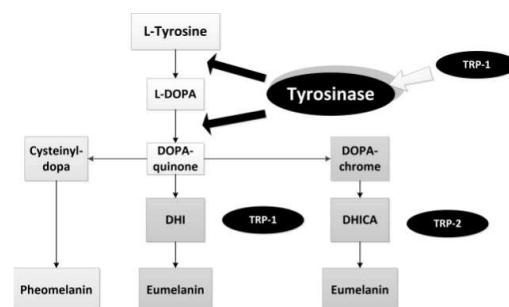 L-Tyrosine
TRP-1
Tyrosinase
L-DOPA
Cysteinyl-
dopa
DOPA-
quinone
DOPA-
chrome
DHI
TRP-1
DHICA
TRP-2
Pheomelanin
Eumelanin
Eumelanin